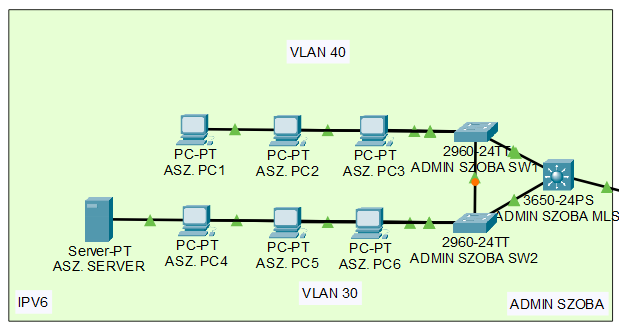 VLAN 40
PC-PT
ASZ. PC1
PC-PT
ASZ. PC2
PC-PT
ASZ. PC3
2960-24TT
ADMIN SZOBA SW1
3650-24PS
ADMIN SZOBA MLS
Server-PT
ASZ. SERVER
PC-PT
ASZ. PC4
PC-PT
ASZ. PC5
PC-PT
ASZ. PC6
2960-24TT
ADMIN SZOBA SW2
VLAN 30
IPV6
ADMIN SZOBA